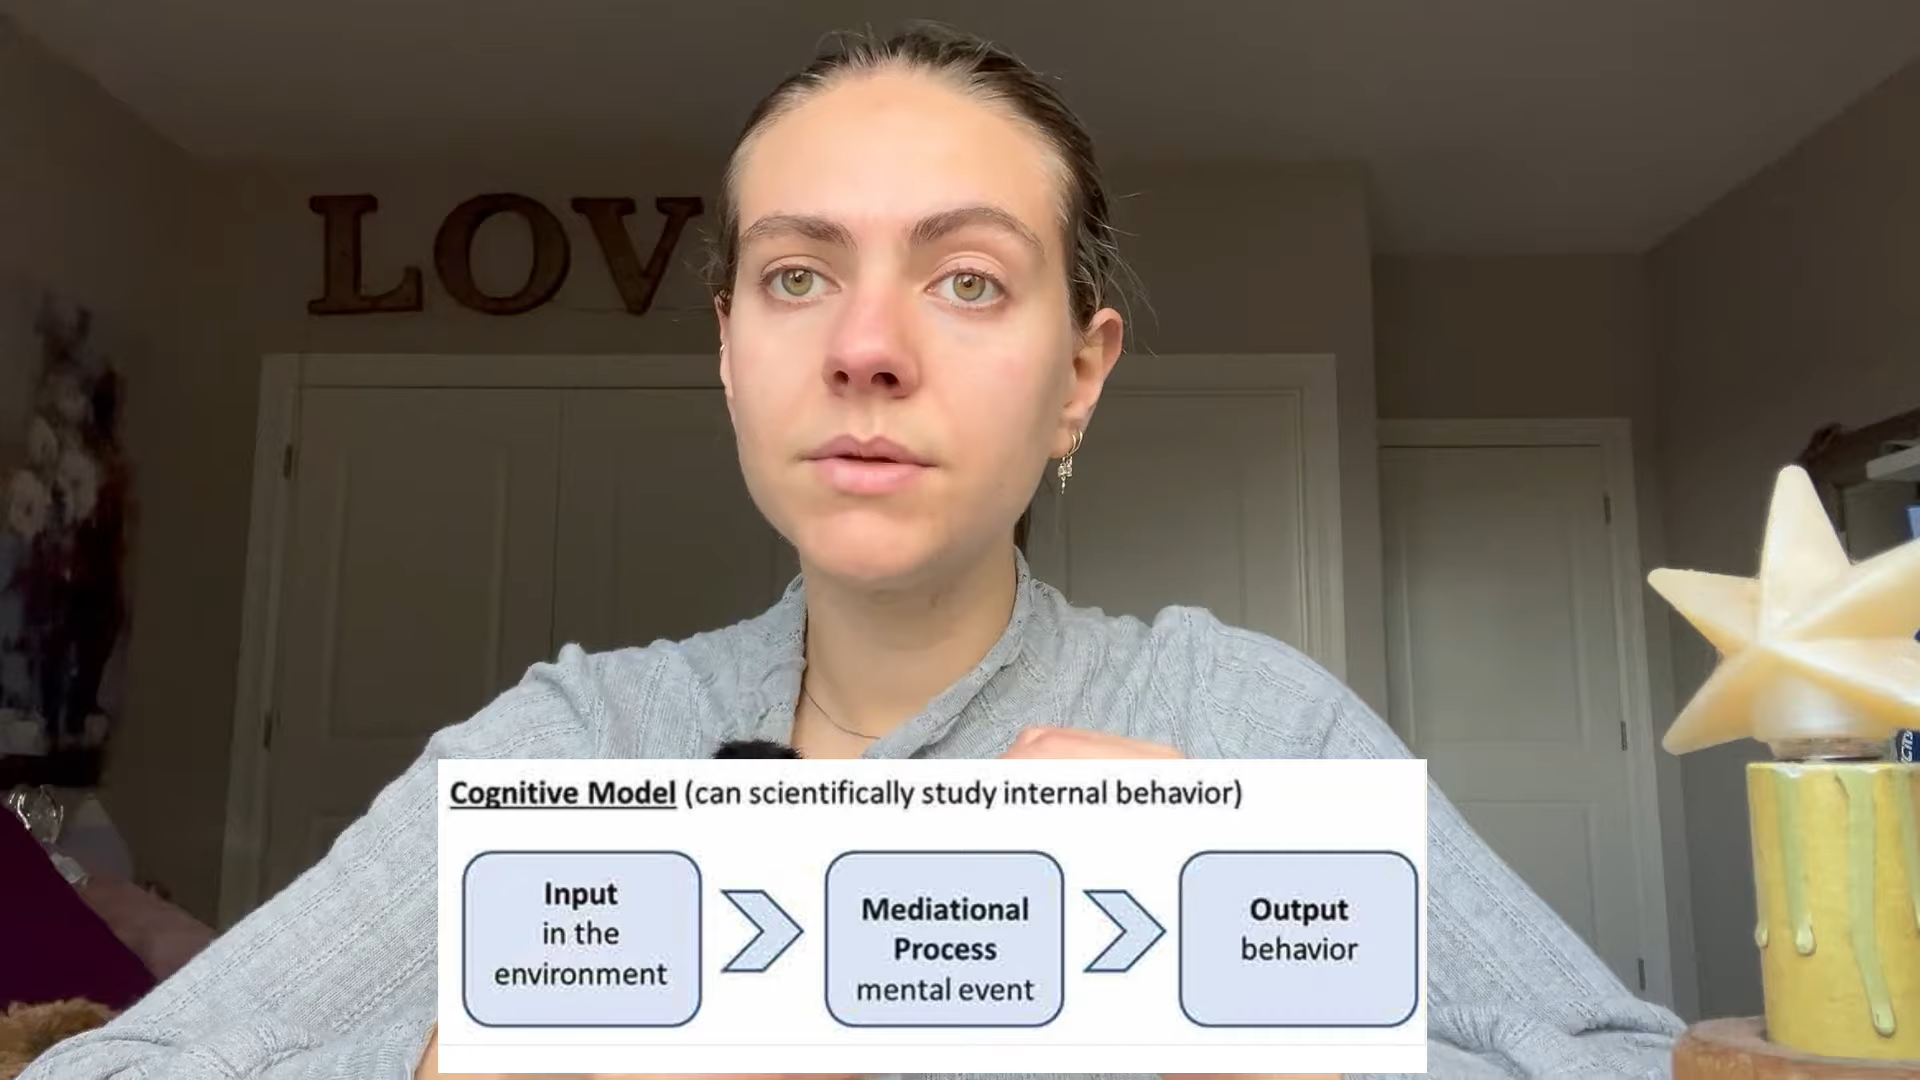 LOV
Cognitive Model (can scientifically study internal behavior)
Input
in the
environment
Mediational
Process
mental event
Output
behavior